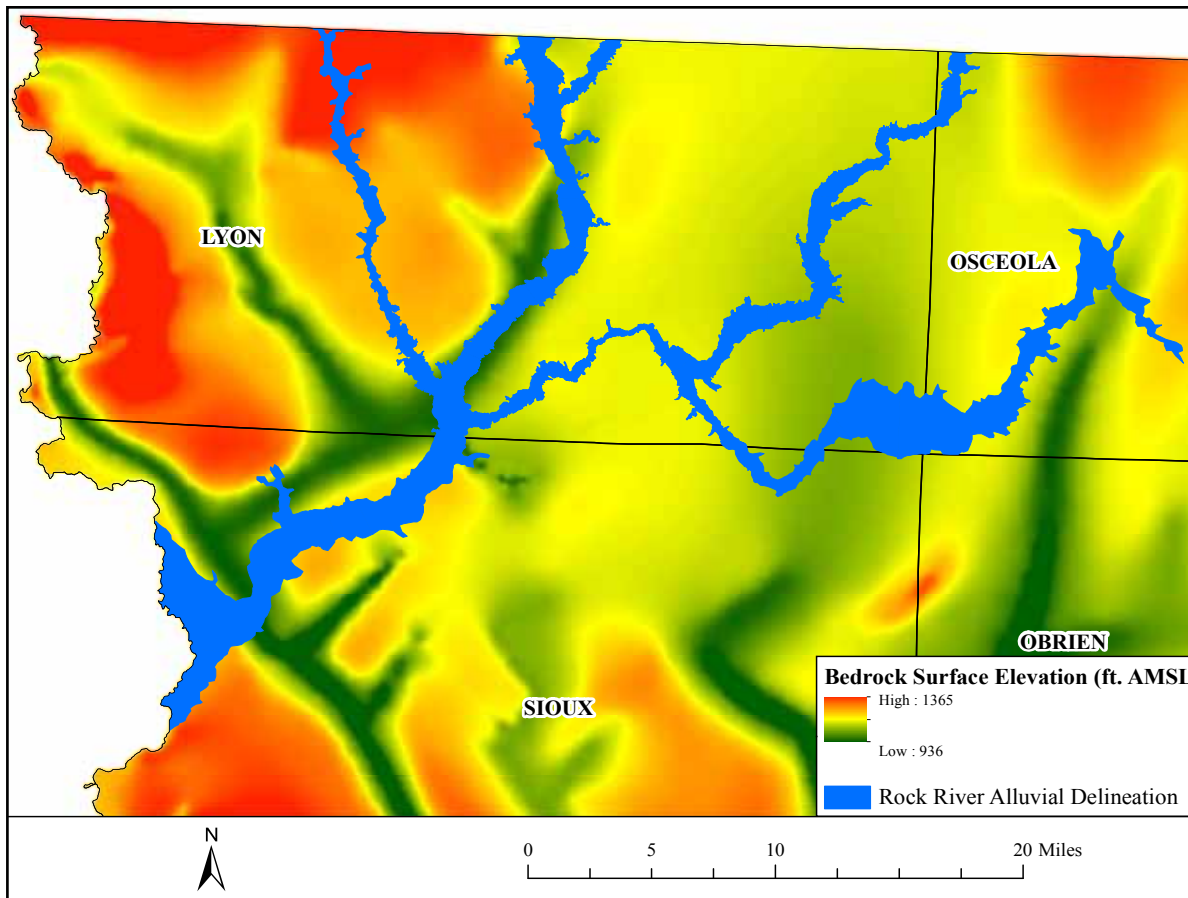 LYON
OSCEOLA
OBRIEN
SIOUX
Bedrock Surface Elevation (ft. AMSL
High : 1365
Low : 936
Rock River Alluvial Delineation
N
0 5 10 20 Miles